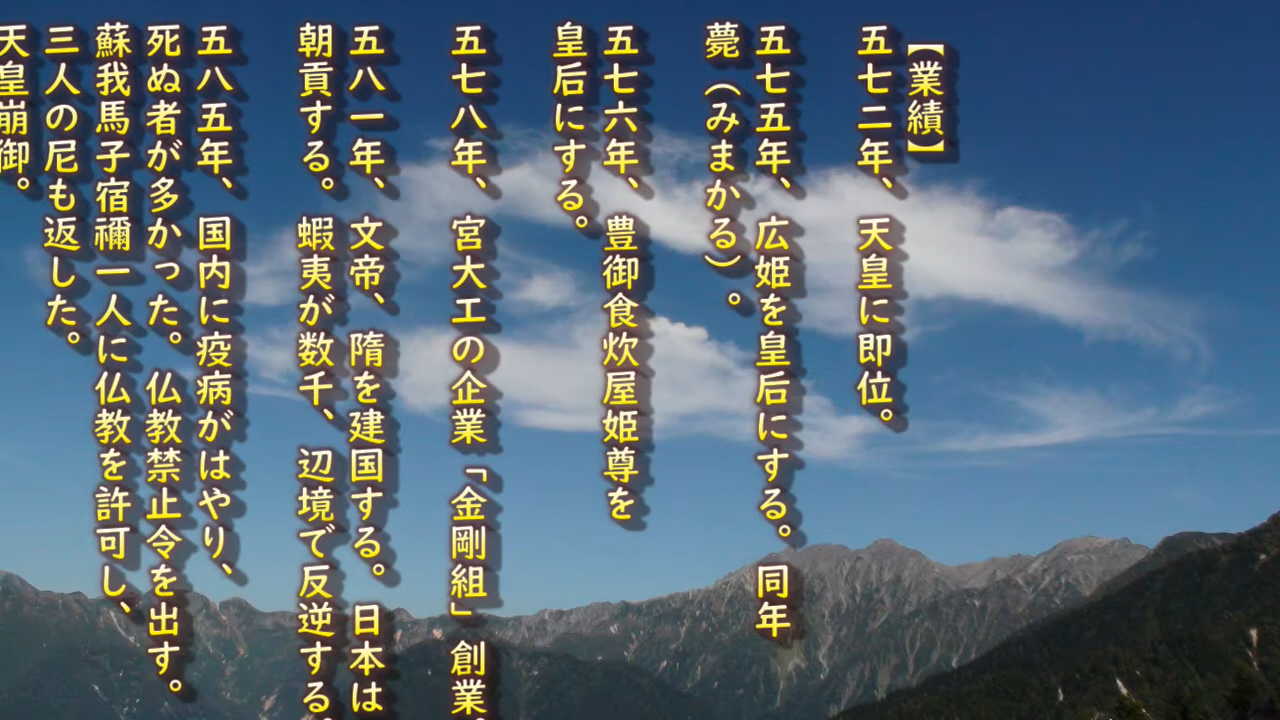 【業績】
五七二年、天皇に即位。
五七五年、広姫を皇后にする。同年
薨（みまかる）。
五七六年、豊御食炊屋姫尊を
皇后にする。
五七八年、宮大工の企業「金剛組」創業。
五八一年、文帝、隋を建国する。日本は
朝貢する。蝦夷が数千、辺境で反逆する。
五八五年、国内に疫病がはやり、
死ぬ者が多かった。仏教禁止令を出す。
蘇我馬子宿禰一人に仏教を許可し、
三人の尼も返した。
天皇崩御。